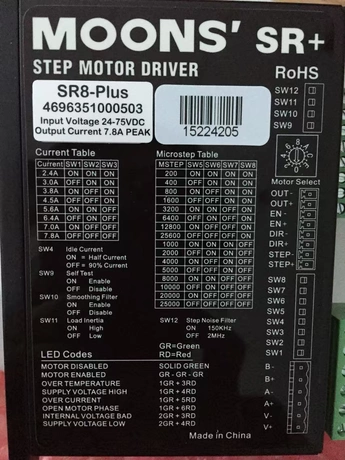 MOONS' SR+
STEP MOTOR DRIVER
RoHS
SR8-Plus
4696351000503
Input Voltage 24-75VDC
Output Current 7.8A PEAK
15224205
Current Table
Current SW1 SW2 SW3
2.4A ON ON ON
3.0A OFF ON ON
3.8A ON OFF ON
4.5A OFF OFF ON
5.6A ON ON OFF
6.4A OFF ON OFF
7.0A ON OFF OFF
7.8A OFF OFF OFF
SW4 Idle Current
ON = Half Current
OFF = 90% Current
SW9 Self Test
ON Enable
OFF Disable
SW10 Smoothing Filter
ON Enable
OFF Disable
SW11 Load Inertia
ON High
OFF Low
Microstep Table
MSTEP SW5 SW6 SW7 SW8
200 ON ON ON ON
400 OFF ON ON ON
800 ON OFF ON ON
1600 OFF OFF ON ON
3200 ON ON OFF ON
6400 OFF ON OFF ON
12800 ON OFF OFF ON
25600 OFF OFF OFF ON
1000 ON ON ON OFF
2000 OFF ON ON OFF
4000 ON OFF ON OFF
5000 OFF OFF ON OFF
8000 ON ON OFF OFF
10000 OFF ON OFF OFF
20000 ON OFF OFF OFF
25000 OFF OFF OFF OFF
SW12 Step Noise Filter
ON 150KHz
OFF 2MHz
GR=Green
LED Codes RD=Red
MOTOR DISABLED SOLID GREEN
MOTOR ENABLED GR - GR - GR
OVER TEMPERATURE 1GR + 3RD
SUPPLY VOLTAGE HIGH 1GR + 4RD
OVER CURRENT 1GR + 5RD
OPEN MOTOR PHASE 1GR + 6RD
INTERNAL VOLTAGE BAD 2GR + 3RD
SUPPLY VOLTAGE LOW 2GR + 4RD
Made in China
SW12
SW11
SW10
SW9
Motor Select
OUT-
OUT+
EN -
EN+
DIR-
DIR+
STEP-
STEP+
SW8
SW7
SW6
SW5
SW4
SW3
SW2
SW1
B-
B+
A-
A+
V-
V+